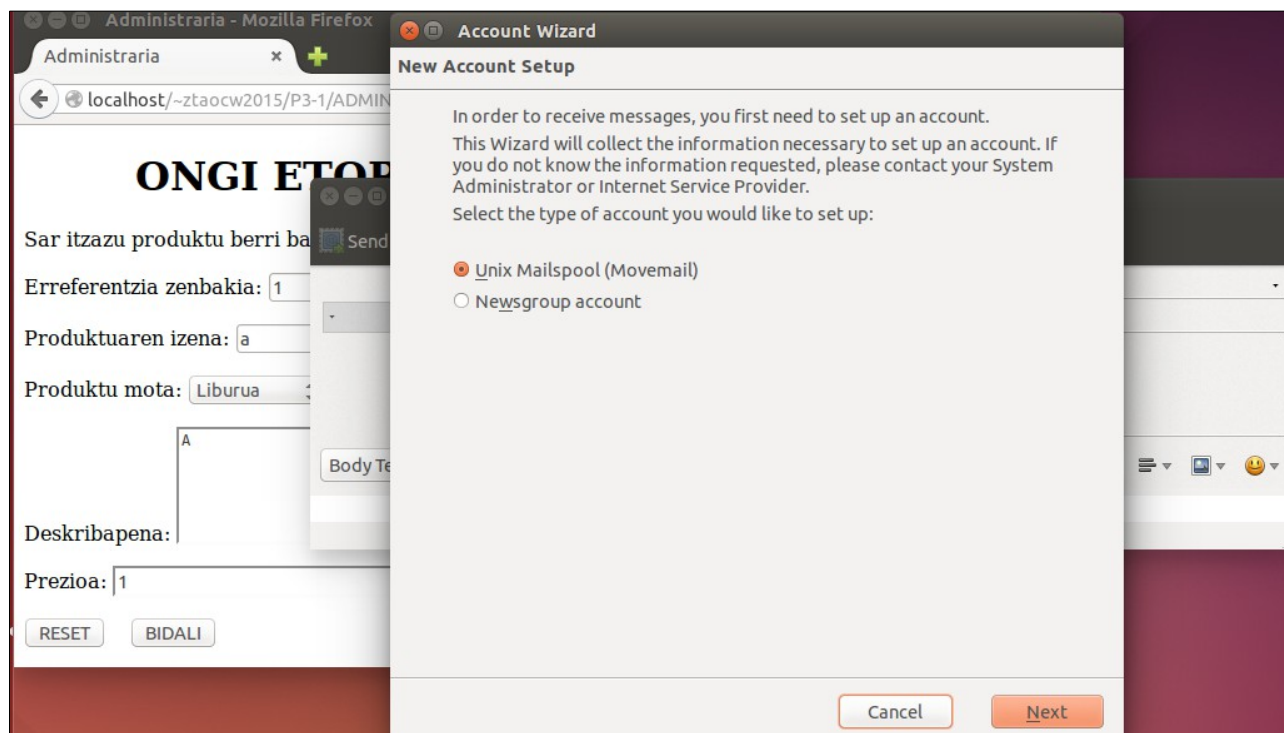 Administraria - Mozilla Firefox
Administraria
localhost/~ztaocw2015/P3-1/ADMIN
ONGI ETOR
Sar itzazu produktu berri ba
Erreferentzia zenbakia: 1
Produktuaren izena: a
Produktu mota: Liburua
A
Deskribapena:
Prezioa: 1
RESET BIDALI
Send
Body Te
Account Wizard
New Account Setup
In order to receive messages, you first need to set up an account.
This Wizard will collect the information necessary to set up an account. If
you do not know the information requested, please contact your System
Administrator or Internet Service Provider.
Select the type of account you would like to set up:
Unix Mailspool (Movemail)
Newsgroup account
Cancel Next